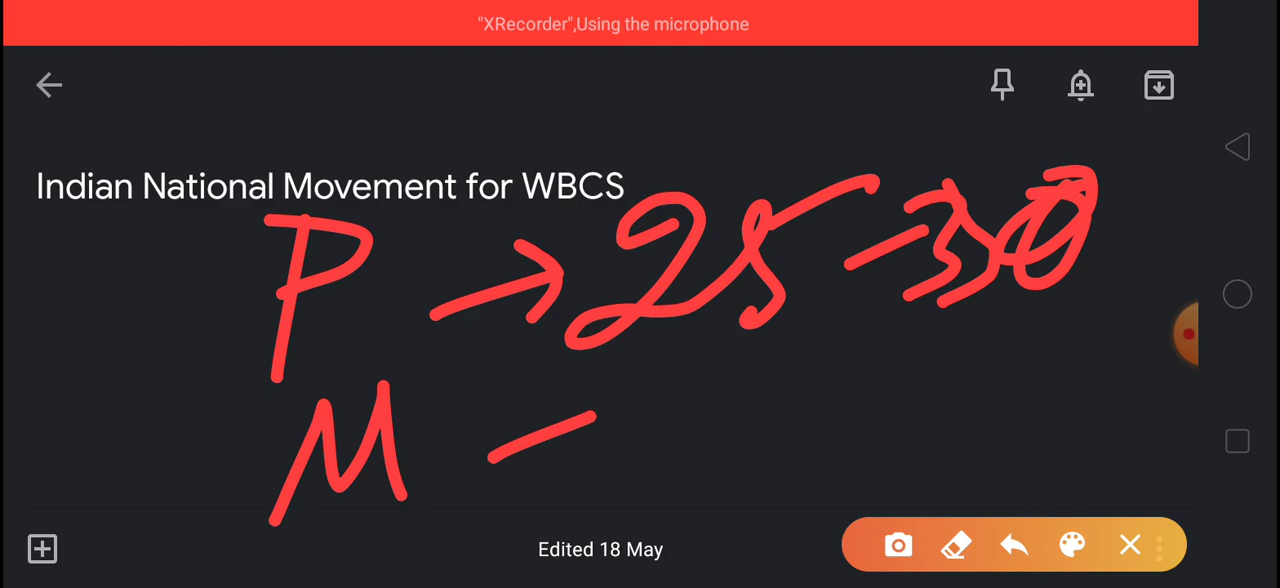 "XRecorder",Using the microphone
Indian National Movement for WBCS
P → 25 - 30
M -
Edited 18 May